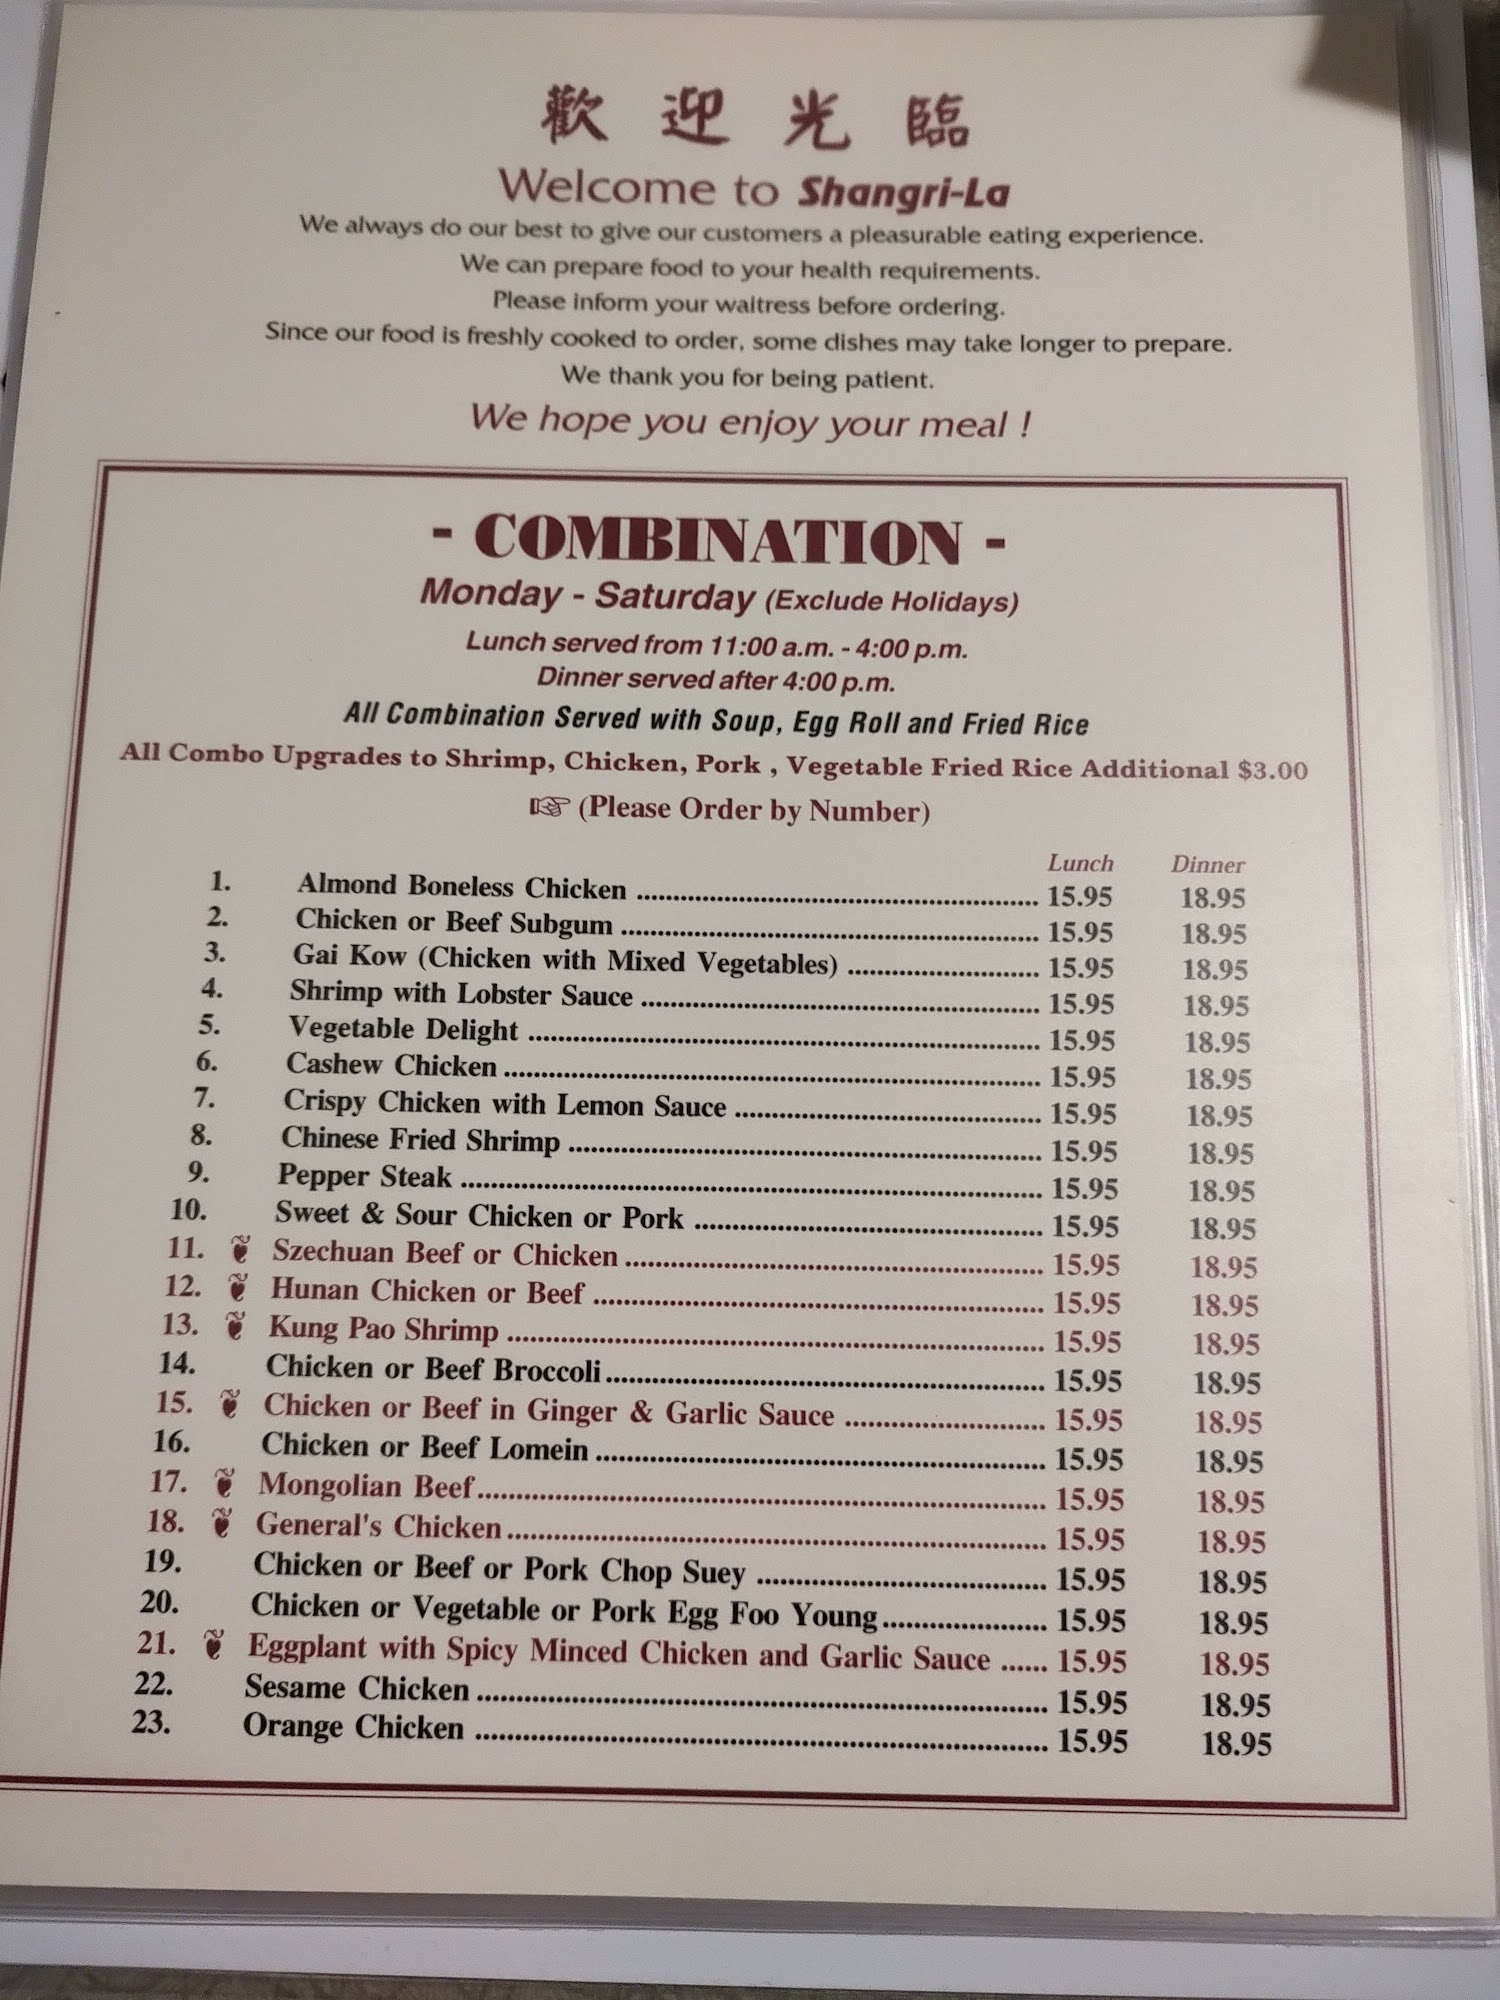 歡迎光臨
Welcome to Shangri-La
We always do our best to give our customers a pleasurable eating experience.
We can prepare food to your health requirements.
Please inform your waitress before ordering.
Since our food is freshly cooked to order, some dishes may take longer to prepare.
We thank you for being patient.
We hope you enjoy your meal !
- COMBINATION -
Monday - Saturday (Exclude Holidays)
Lunch served from 11:00 a.m. - 4:00 p.m.
Dinner served after 4:00 p.m.
All Combination Served with Soup, Egg Roll and Fried Rice
All Combo Upgrades to Shrimp, Chicken, Pork , Vegetable Fried Rice Additional $3.00
☞ (Please Order by Number)
Lunch Dinner
1. Almond Boneless Chicken 15.95 18.95
2. Chicken or Beef Subgum 15.95 18.95
3. Gai Kow (Chicken with Mixed Vegetables) 15.95 18.95
4. Shrimp with Lobster Sauce 15.95 18.95
5. Vegetable Delight 15.95 18.95
6. Cashew Chicken 15.95 18.95
7. Crispy Chicken with Lemon Sauce 15.95 18.95
8. Chinese Fried Shrimp 15.95 18.95
9. Pepper Steak 15.95 18.95
10. Sweet & Sour Chicken or Pork 15.95 18.95
11. Szechuan Beef or Chicken 15.95 18.95
12. Hunan Chicken or Beef 15.95 18.95
13. Kung Pao Shrimp 15.95 18.95
14. Chicken or Beef Broccoli 15.95 18.95
15. Chicken or Beef in Ginger & Garlic Sauce 15.95 18.95
16. Chicken or Beef Lomein 15.95 18.95
17. Mongolian Beef 15.95 18.95
18. General's Chicken 15.95 18.95
19. Chicken or Beef or Pork Chop Suey 15.95 18.95
20. Chicken or Vegetable or Pork Egg Foo Young 15.95 18.95
21. Eggplant with Spicy Minced Chicken and Garlic Sauce 15.95 18.95
22. Sesame Chicken 15.95 18.95
23. Orange Chicken 15.95 18.95